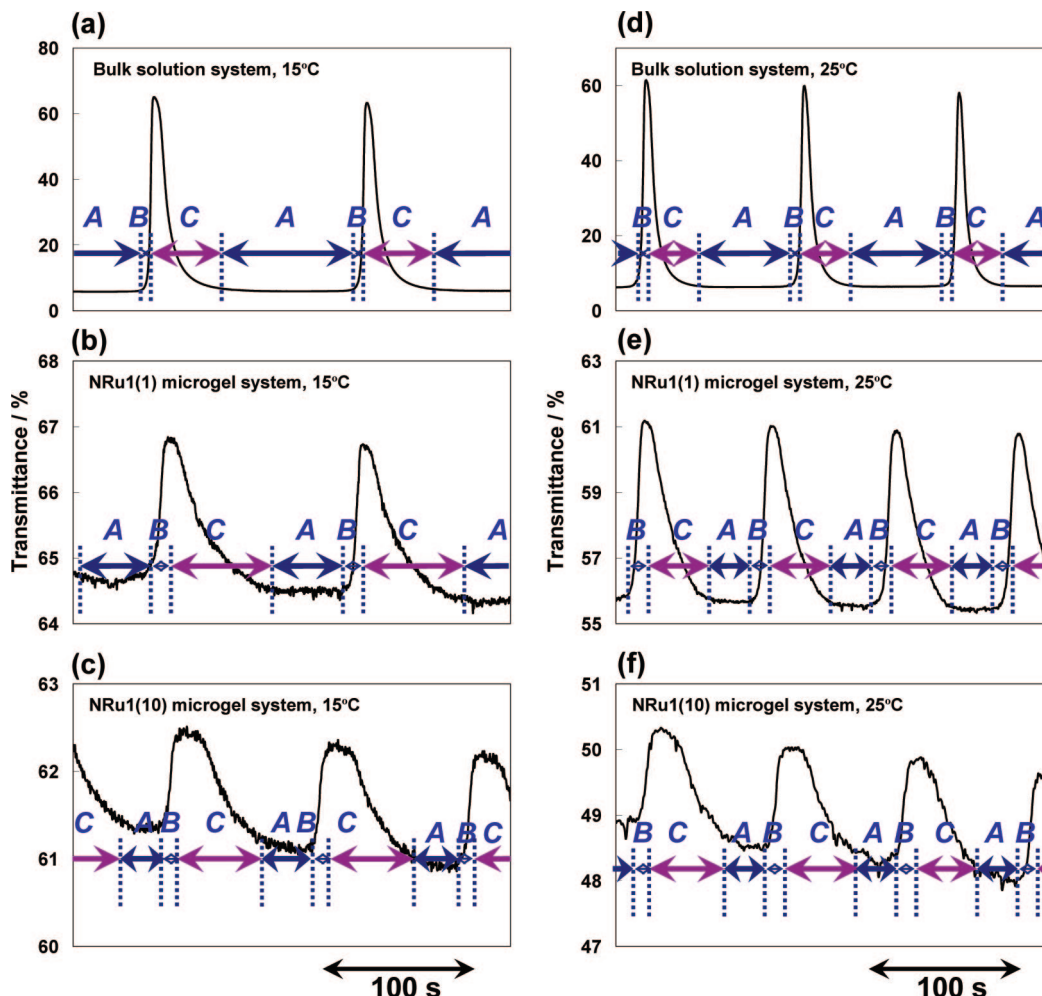 (a)
80
60
40
20
0
Bulk solution system, 15°C
A B C A B C A
(d)
60
40
20
0
Bulk solution system, 25°C
B C A B C A B C A
(b)
68
67
66
65
64
NRu1(1) microgel system, 15°C
A B C A B C A
Transmittance / %
(e)
63
61
59
57
55
NRu1(1) microgel system, 25°C
B C A B C A B C A B
Transmittance / %
(c)
63
62
61
60
NRu1(10) microgel system, 15°C
C A B C A B C A B C
100 s
(f)
51
50
49
48
47
NRu1(10) microgel system, 25°C
B C A B C A B C A B
100 s